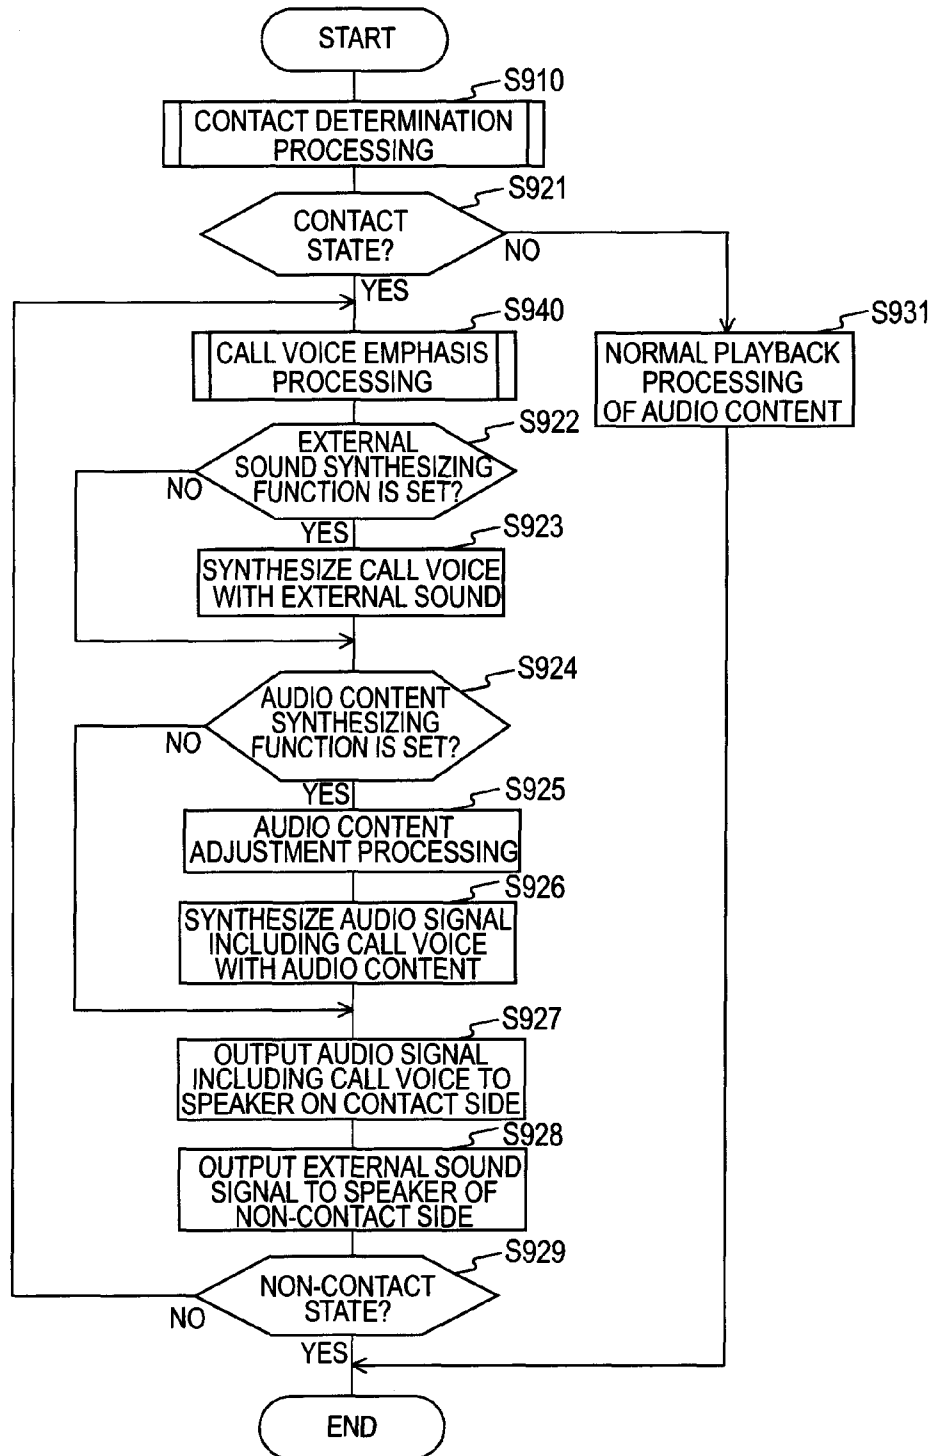 START
S910
CONTACT DETERMINATION
PROCESSING
S921
CONTACT
STATE?
NO
YES
S940
CALL VOICE EMPHASIS
PROCESSING
S931
NORMAL PLAYBACK
PROCESSING
OF AUDIO CONTENT
S922
EXTERNAL
SOUND SYNTHESIZING
FUNCTION IS SET?
NO
YES
S923
SYNTHESIZE CALL VOICE
WITH EXTERNAL SOUND
S924
AUDIO CONTENT
SYNTHESIZING
FUNCTION IS SET?
NO
YES
S925
AUDIO CONTENT
ADJUSTMENT PROCESSING
S926
SYNTHESIZE AUDIO SIGNAL
INCLUDING CALL VOICE
WITH AUDIO CONTENT
S927
OUTPUT AUDIO SIGNAL
INCLUDING CALL VOICE TO
SPEAKER ON CONTACT SIDE
S928
OUTPUT EXTERNAL SOUND
SIGNAL TO SPEAKER OF
NON-CONTACT SIDE
S929
NON-CONTACT
STATE?
NO
YES
END